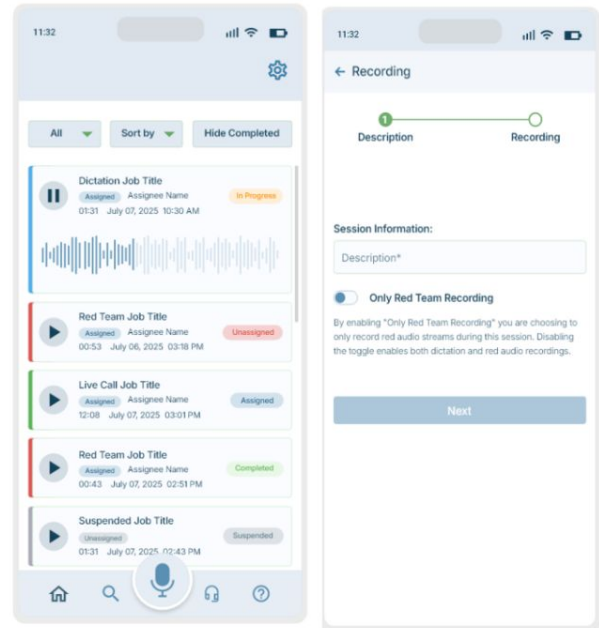 11:32
All
Sort by
Hide Completed
Dictation Job Title
Assigned Assignee Name
In Progress
01:31 July 07, 2025 10:30 AM
Red Team Job Title
Assigned Assignee Name
Unassigned
00:53 July 06, 2025 03:18 PM
Live Call Job Title
Assigned Assignee Name
Assigned
12:08 July 07, 2025 03:01 PM
Red Team Job Title
Assigned Assignee Name
Completed
00:43 July 07, 2025 02:51 PM
Suspended Job Title
Unassigned
Suspended
01:31 July 07, 2025 02:43 PM
11:32
← Recording
1
Description
Recording
Session Information:
Description*
Only Red Team Recording
By enabling "Only Red Team Recording" you are choosing to
only record red audio streams during this session. Disabling
the toggle enables both dictation and red audio recordings.
Next